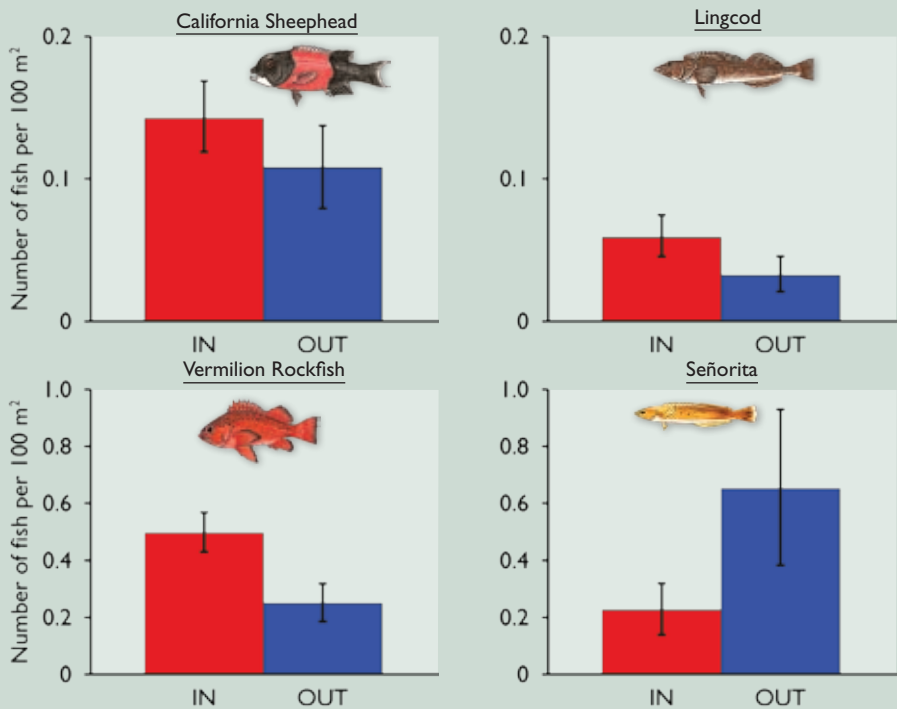 California Sheephead
Number of fish per 100 m²
0.2
0.1
0
IN OUT
Lingcod
0.2
0.1
0
IN OUT
Vermilion Rockfish
Number of fish per 100 m²
1.0
0.8
0.6
0.4
0.2
0
IN OUT
Señorita
1.0
0.8
0.6
0.4
0.2
0
IN OUT